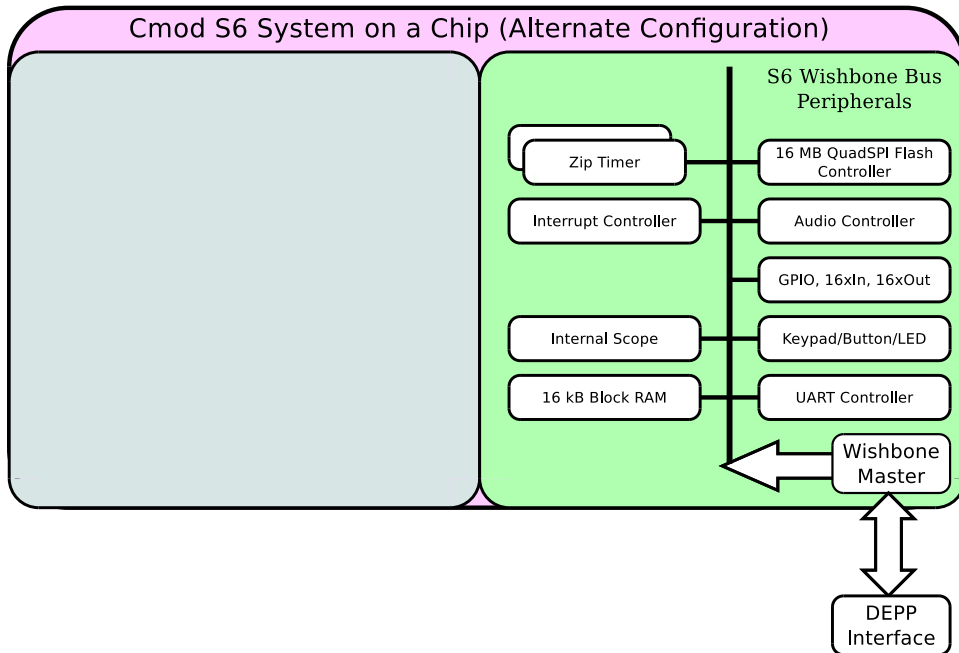 Cmod S6 System on a Chip (Alternate Configuration)
S6 Wishbone Bus
Peripherals
Zip Timer
16 MB QuadSPI Flash
Controller
Interrupt Controller
Audio Controller
GPIO, 16xIn, 16xOut
Internal Scope
Keypad/Button/LED
16 kB Block RAM
UART Controller
Wishbone
Master
DEPP
Interface